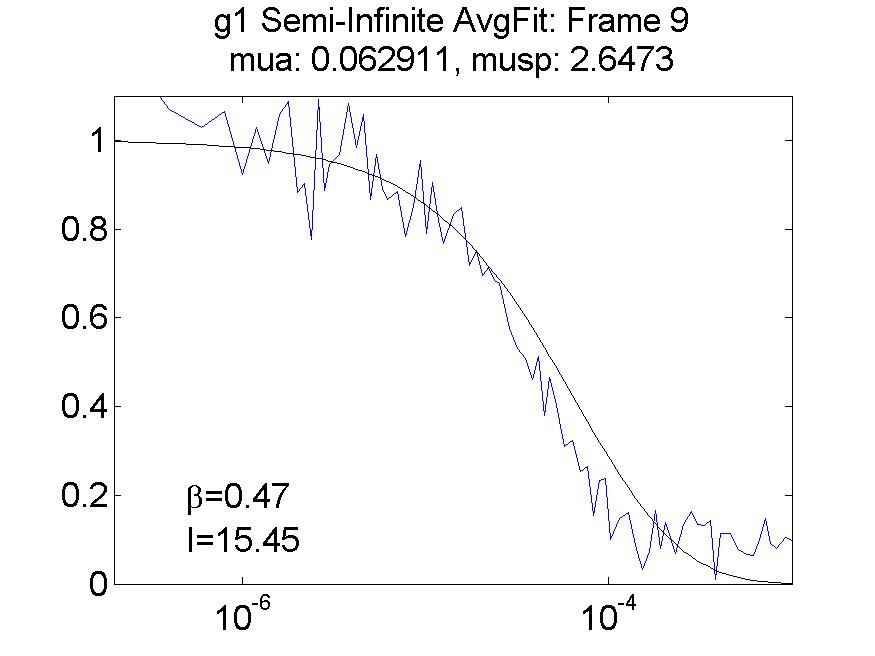 g1 Semi-Infinite AvgFit: Frame 9
mua: 0.062911, musp: 2.6473
1
0.8
0.6
0.4
0.2
0
β=0.47
I=15.45
10^-6 10^-4